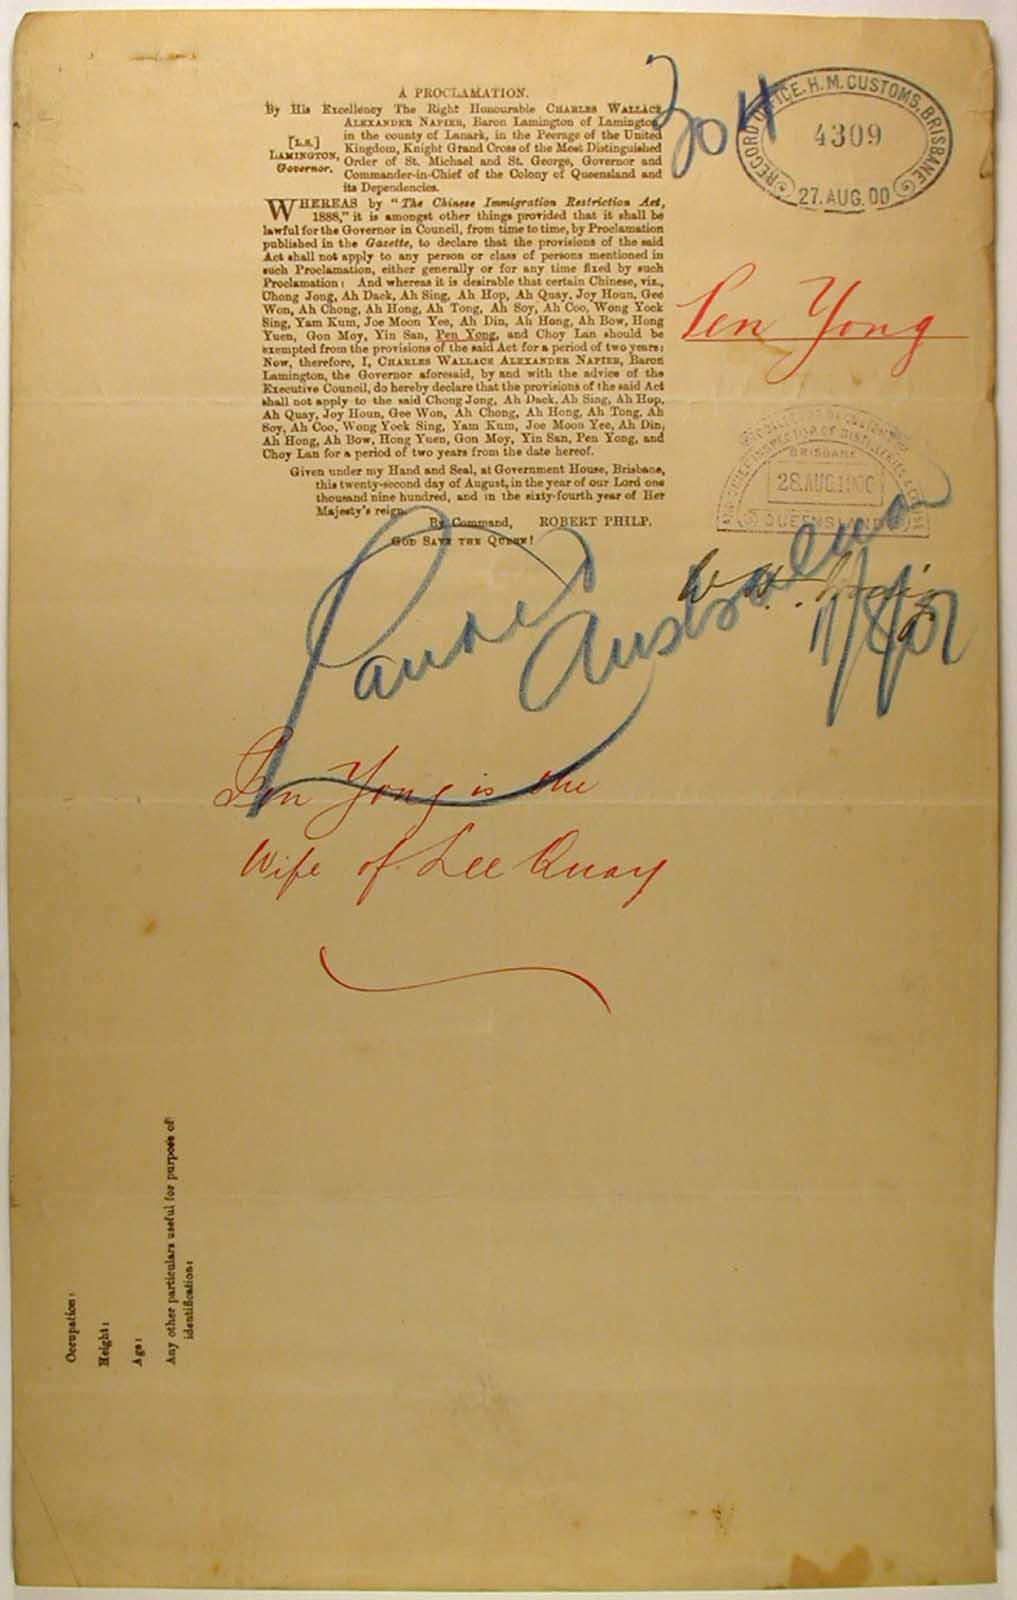 A PROCLAMATION.
By His Excellency The Right Honourable CHARLES WALLACE
ALEXANDER NAPIER, Baron Lamington of Lamington
in the county of Lanark, in the Peerage of the United
Kingdom, Knight Grand Cross of the Most Distinguished
Order of St. Michael and St. George, Governor and
Commander-in-Chief of the Colony of Queensland and
its Dependencies.
[L.S.]
LAMINGTON,
Governor.
WHEREAS by "The Chinese Immigration Restriction Act,
1888," it is amongst other things provided that it shall be
lawful for the Governor in Council, from time to time, by Proclamation
published in the Gazette, to declare that the provisions of the said
Act shall not apply to any person or class of persons mentioned in
such Proclamation, either generally or for any time fixed by such
Proclamation: And whereas it is desirable that certain Chinese, viz.,
Chong Jong, Ah Dack, Ah Sing, Ah Hop, Ah Quay, Joy Houn, Gee
Won, Ah Chong, Ah Hong, Ah Tong, Ah Soy, Ah Coo, Wong Yock
Sing, Yam Kum, Joe Moon Yee, Ah Din, Ah Hong, Ah Bow, Hong
Yuen, Gon Moy, Yin San, Pen Yong, and Choy Lan should be
exempted from the provisions of the said Act for a period of two years:
Now, therefore, I, CHARLES WALLACE ALEXANDER NAPIER, Baron
Lamington, the Governor aforesaid, by and with the advice of the
Executive Council, do hereby declare that the provisions of the said Act
shall not apply to the said Chong Jong, Ah Dack, Ah Sing, Ah Hop,
Ah Quay, Joy Houn, Gee Won, Ah Chong, Ah Hong, Ah Tong, Ah
Soy, Ah Coo, Wong Yock Sing, Yam Kum, Joe Moon Yee, Ah Din,
Ah Hong, Ah Bow, Hong Yuen, Gon Moy, Yin San, Pen Yong, and
Choy Lan for a period of two years from the date hereof.
Given under my Hand and Seal, at Government House, Brisbane,
this twenty-second day of August, in the year of our Lord one
thousand nine hundred, and in the sixty-fourth year of Her
Majesty's reign.
By Command, ROBERT PHILP.
GOD SAVE THE QUEEN!
RECORD OFFICE. H. M. CUSTOMS, BRISBANE
4309
27. AUG. 00
Pen Yong
BRISBANE
28.AUG.1900
QUEENSLAND
11/8/02
Pen Yong is the
Wife of Lee Quay
Occupation:
Height:
Age:
Any other particulars useful for purpose of
identification: